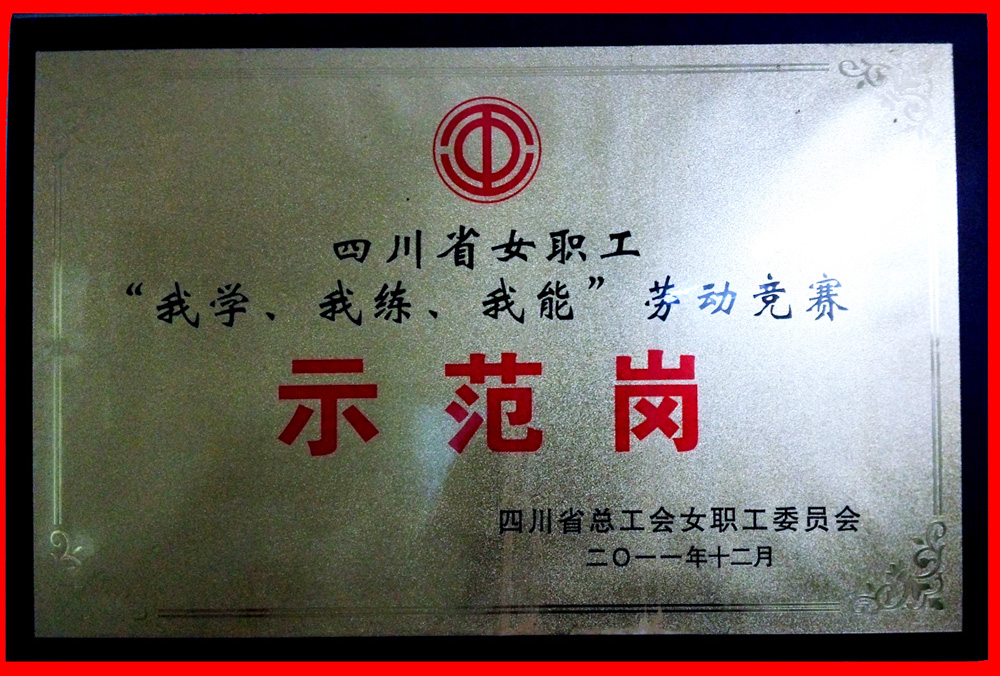 四川省女职工
“我学、我练、我能”劳动竞赛
示范岗
四川省总工会女职工委员会
二〇一一年十二月